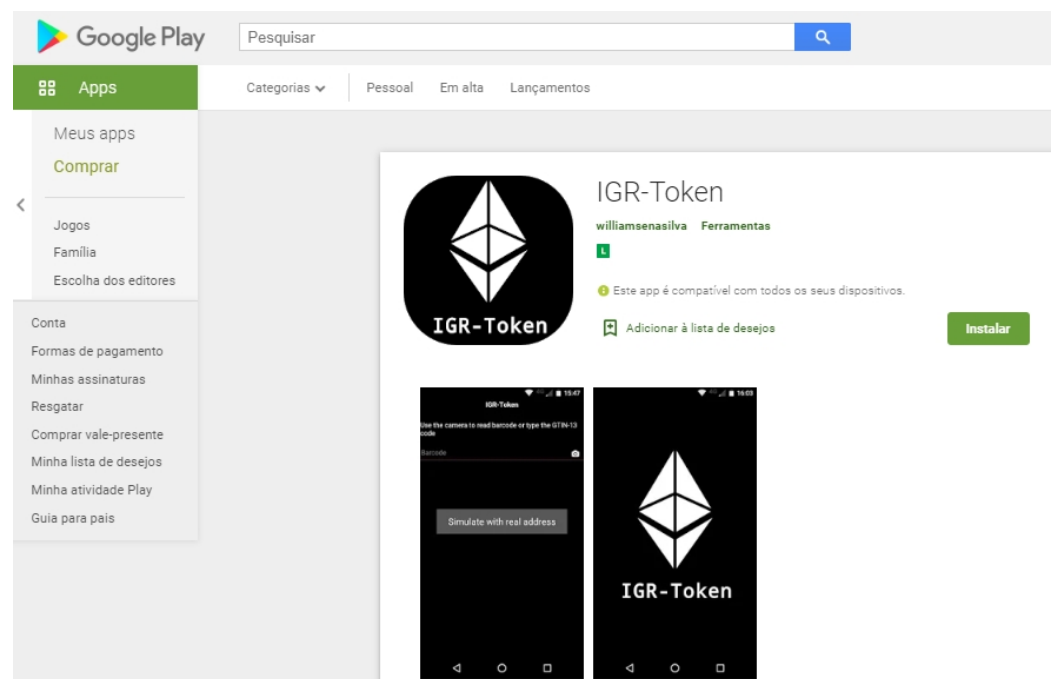 Google Play
Pesquisar
Apps
Categorias
Pessoal
Em alta
Lançamentos
Meus apps
Comprar
Jogos
Família
Escolha dos editores
Conta
Formas de pagamento
Minhas assinaturas
Resgatar
Comprar vale-presente
Minha lista de desejos
Minha atividade Play
Guia para pais
IGR-Token
IGR-Token
williamsenasilva Ferramentas
L
Este app é compatível com todos os seus dispositivos.
Adicionar à lista de desejos
Instalar
15:47
IGR-Token
Use the camera to read barcode or type the GTIN-13
code
Barcode
Simulate with real address
16:03
IGR-Token